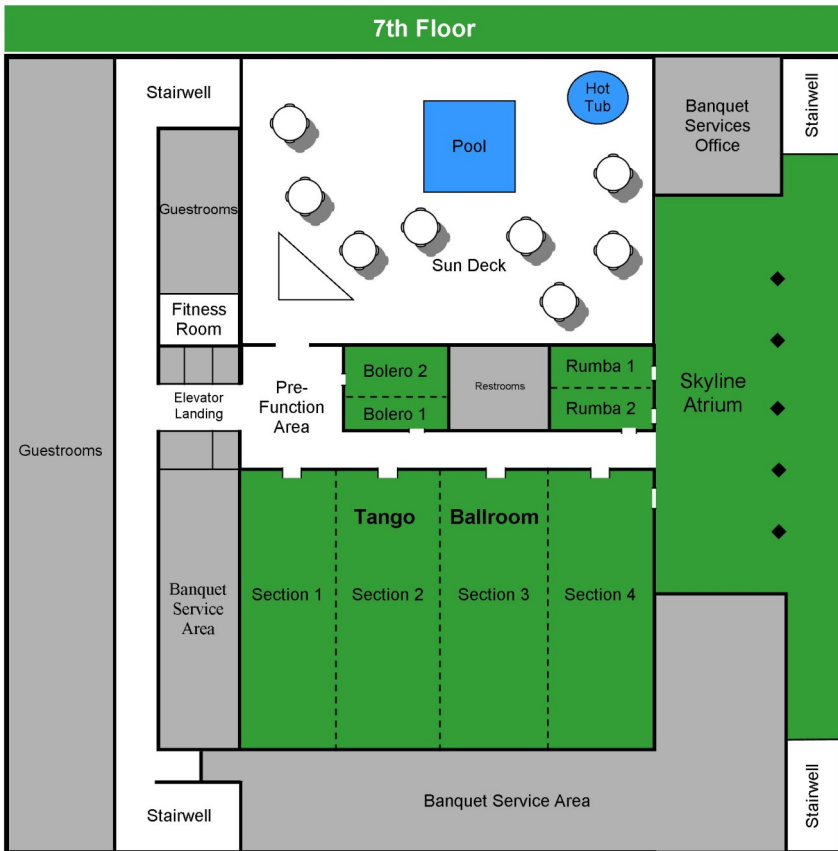 7th Floor
Stairwell
Hot
Tub
Pool
Banquet
Services
Office
Stairwell
Guestrooms
Sun Deck
Fitness
Room
Elevator
Landing
Pre-
Function
Area
Bolero 2
Bolero 1
Restrooms
Rumba 1
Rumba 2
Skyline
Atrium
Guestrooms
Tango Ballroom
Banquet
Service
Area
Section 1
Section 2
Section 3
Section 4
Stairwell
Banquet Service Area
Stairwell